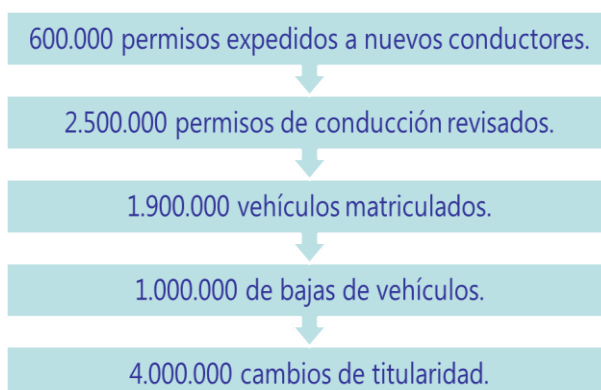 600.000 permisos expedidos a nuevos conductores.
2.500.000 permisos de conducción revisados.
1.900.000 vehículos matriculados.
1.000.000 de bajas de vehículos.
4.000.000 cambios de titularidad.